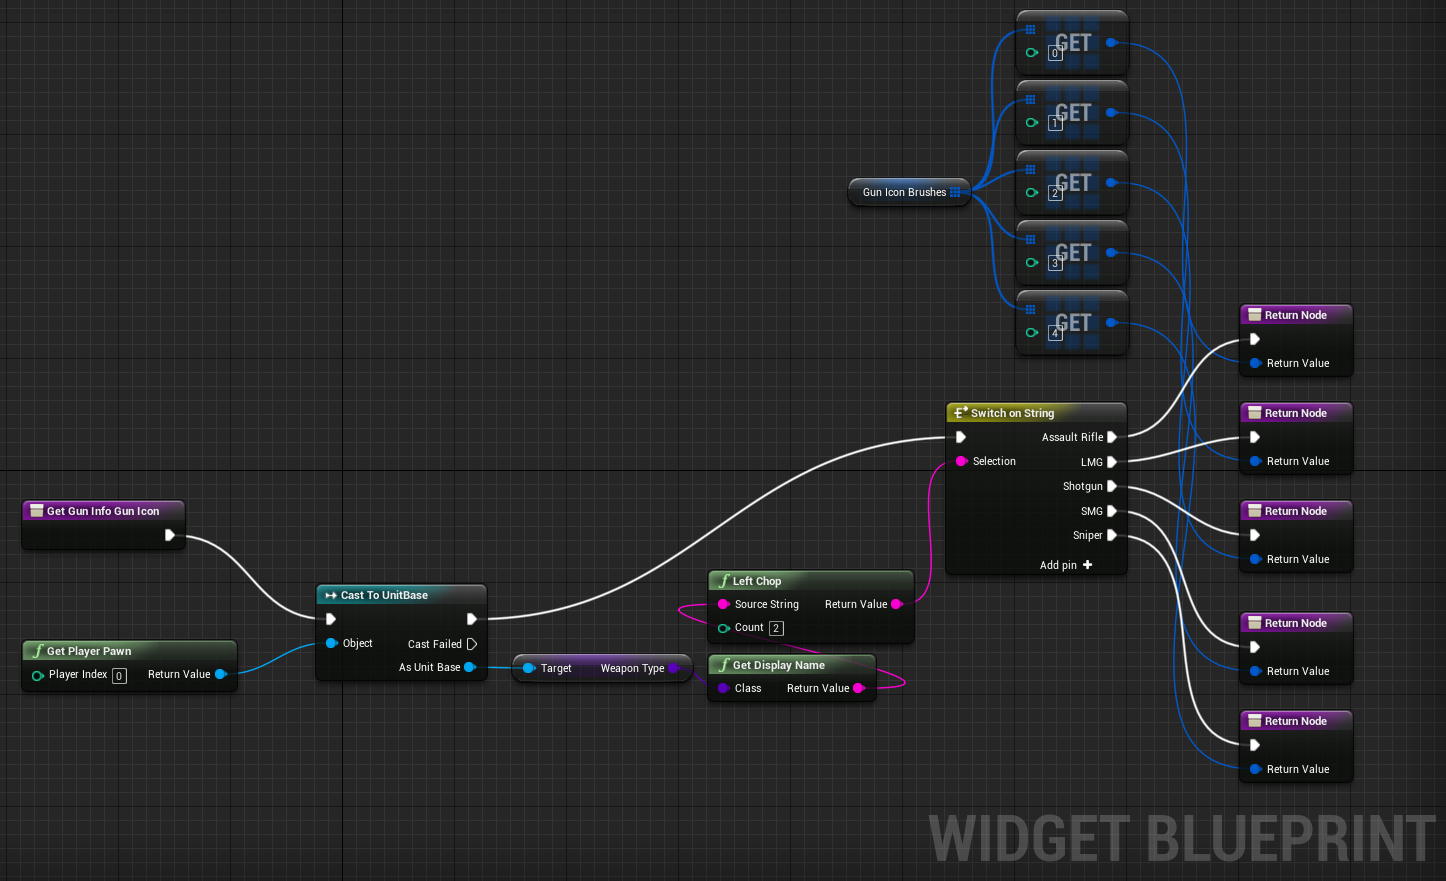 GET
0
GET
1
GET
2
Gun Icon Brushes
GET
3
GET
4
Return Node
Return Value
Switch on String
Assault Rifle
Selection
LMG
Shotgun
SMG
Sniper
Add pin
Return Node
Return Value
Return Node
Return Value
Return Node
Return Value
Return Node
Return Value
Get Gun Info Gun Icon
Cast To UnitBase
Object
Cast Failed
As Unit Base
Get Player Pawn
Player Index 0 Return Value
Target Weapon Type
Left Chop
Source String Return Value
Count 2
Get Display Name
Class Return Value
WIDGET BLUEPRINT